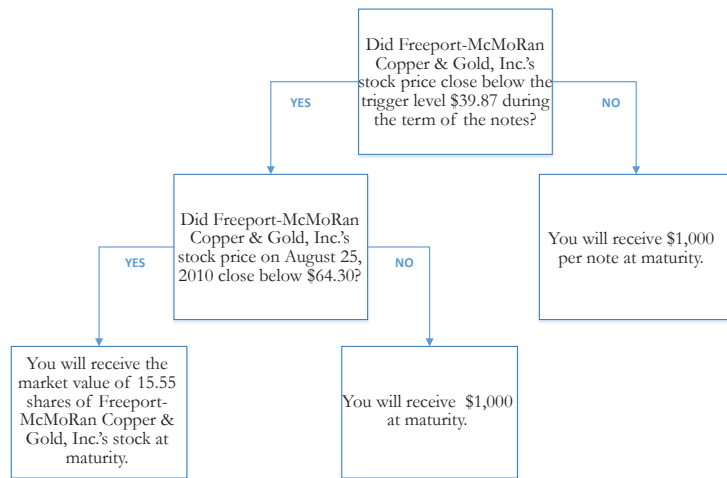 Did Freeport-McMoRan
Copper & Gold, Inc.'s
stock price close below the
trigger level $39.87 during
the term of the notes?
YES
NO
Did Freeport-McMoRan
Copper & Gold, Inc.'s
stock price on August 25,
2010 close below $64.30?
You will receive $1,000
per note at maturity.
YES
NO
You will receive the
market value of 15.55
shares of Freeport-
McMoRan Copper &
Gold, Inc.'s stock at
maturity.
You will receive $1,000
at maturity.